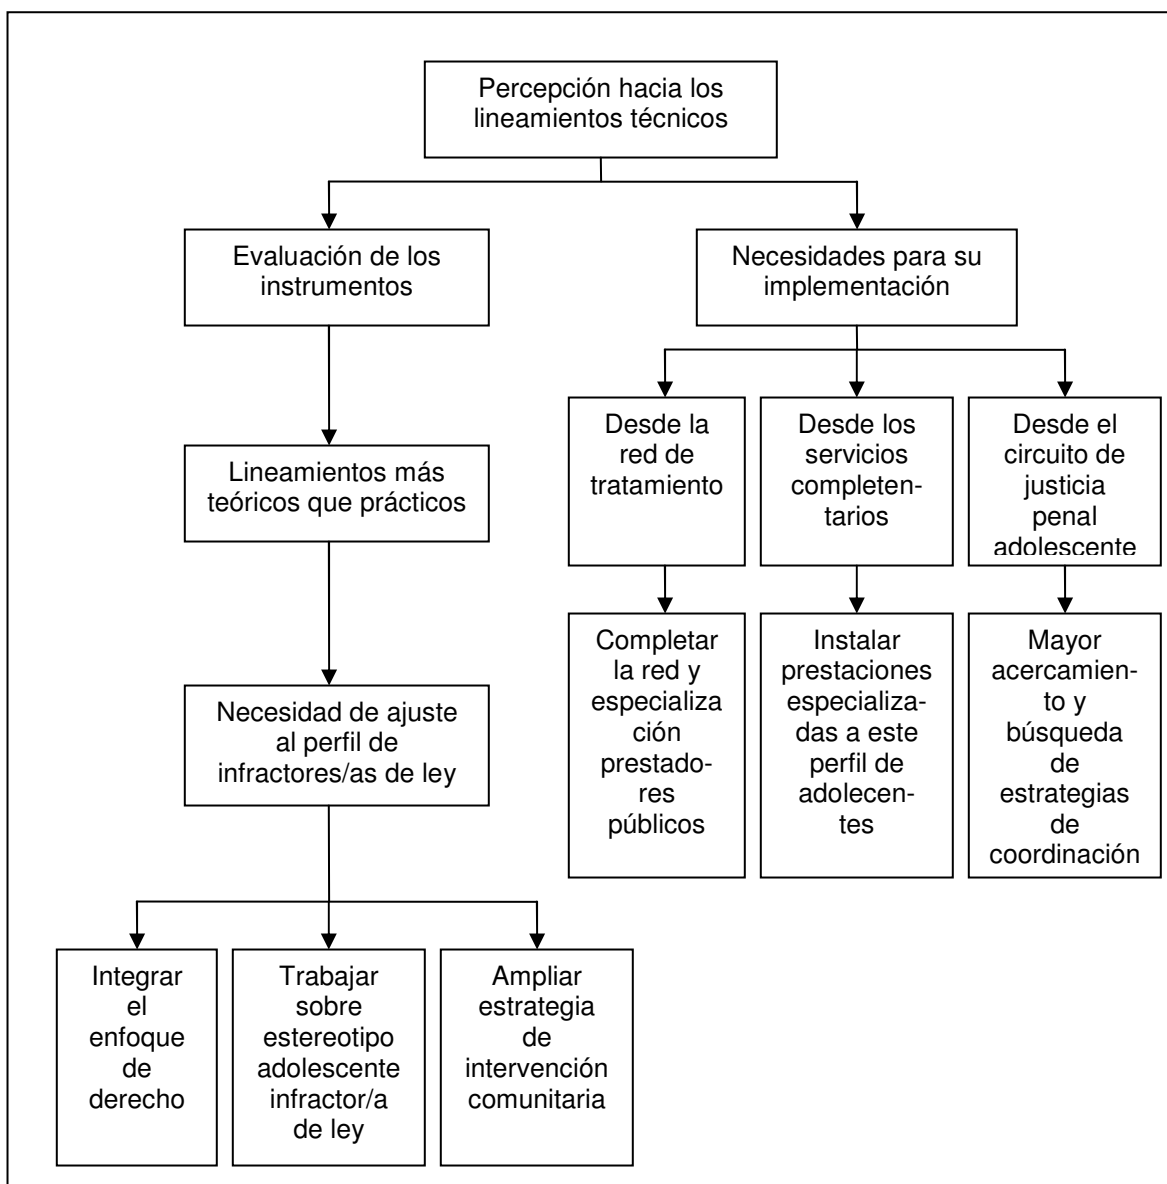 Percepción hacia los
lineamientos técnicos
Evaluación de los
instrumentos
Necesidades para su
implementación
Lineamientos más
teóricos que prácticos
Desde la
red de
tratamiento
Desde los
servicios
completen-
tarios
Desde el
circuito de
justicia
penal
adolescente
Necesidad de ajuste
al perfil de
infractores/as de ley
Completar
la red y
especializa
ción
prestado-
res
públicos
Instalar
prestaciones
especializa-
das a este
perfil de
adolecen-
tes
Mayor
acercamien-
to y
búsqueda
de
estrategias
de
coordinación
Integrar
el
enfoque
de
derecho
Trabajar
sobre
estereotipo
adolescente
infractor/a
de ley
Ampliar
estrategia
de
intervención
comunitaria